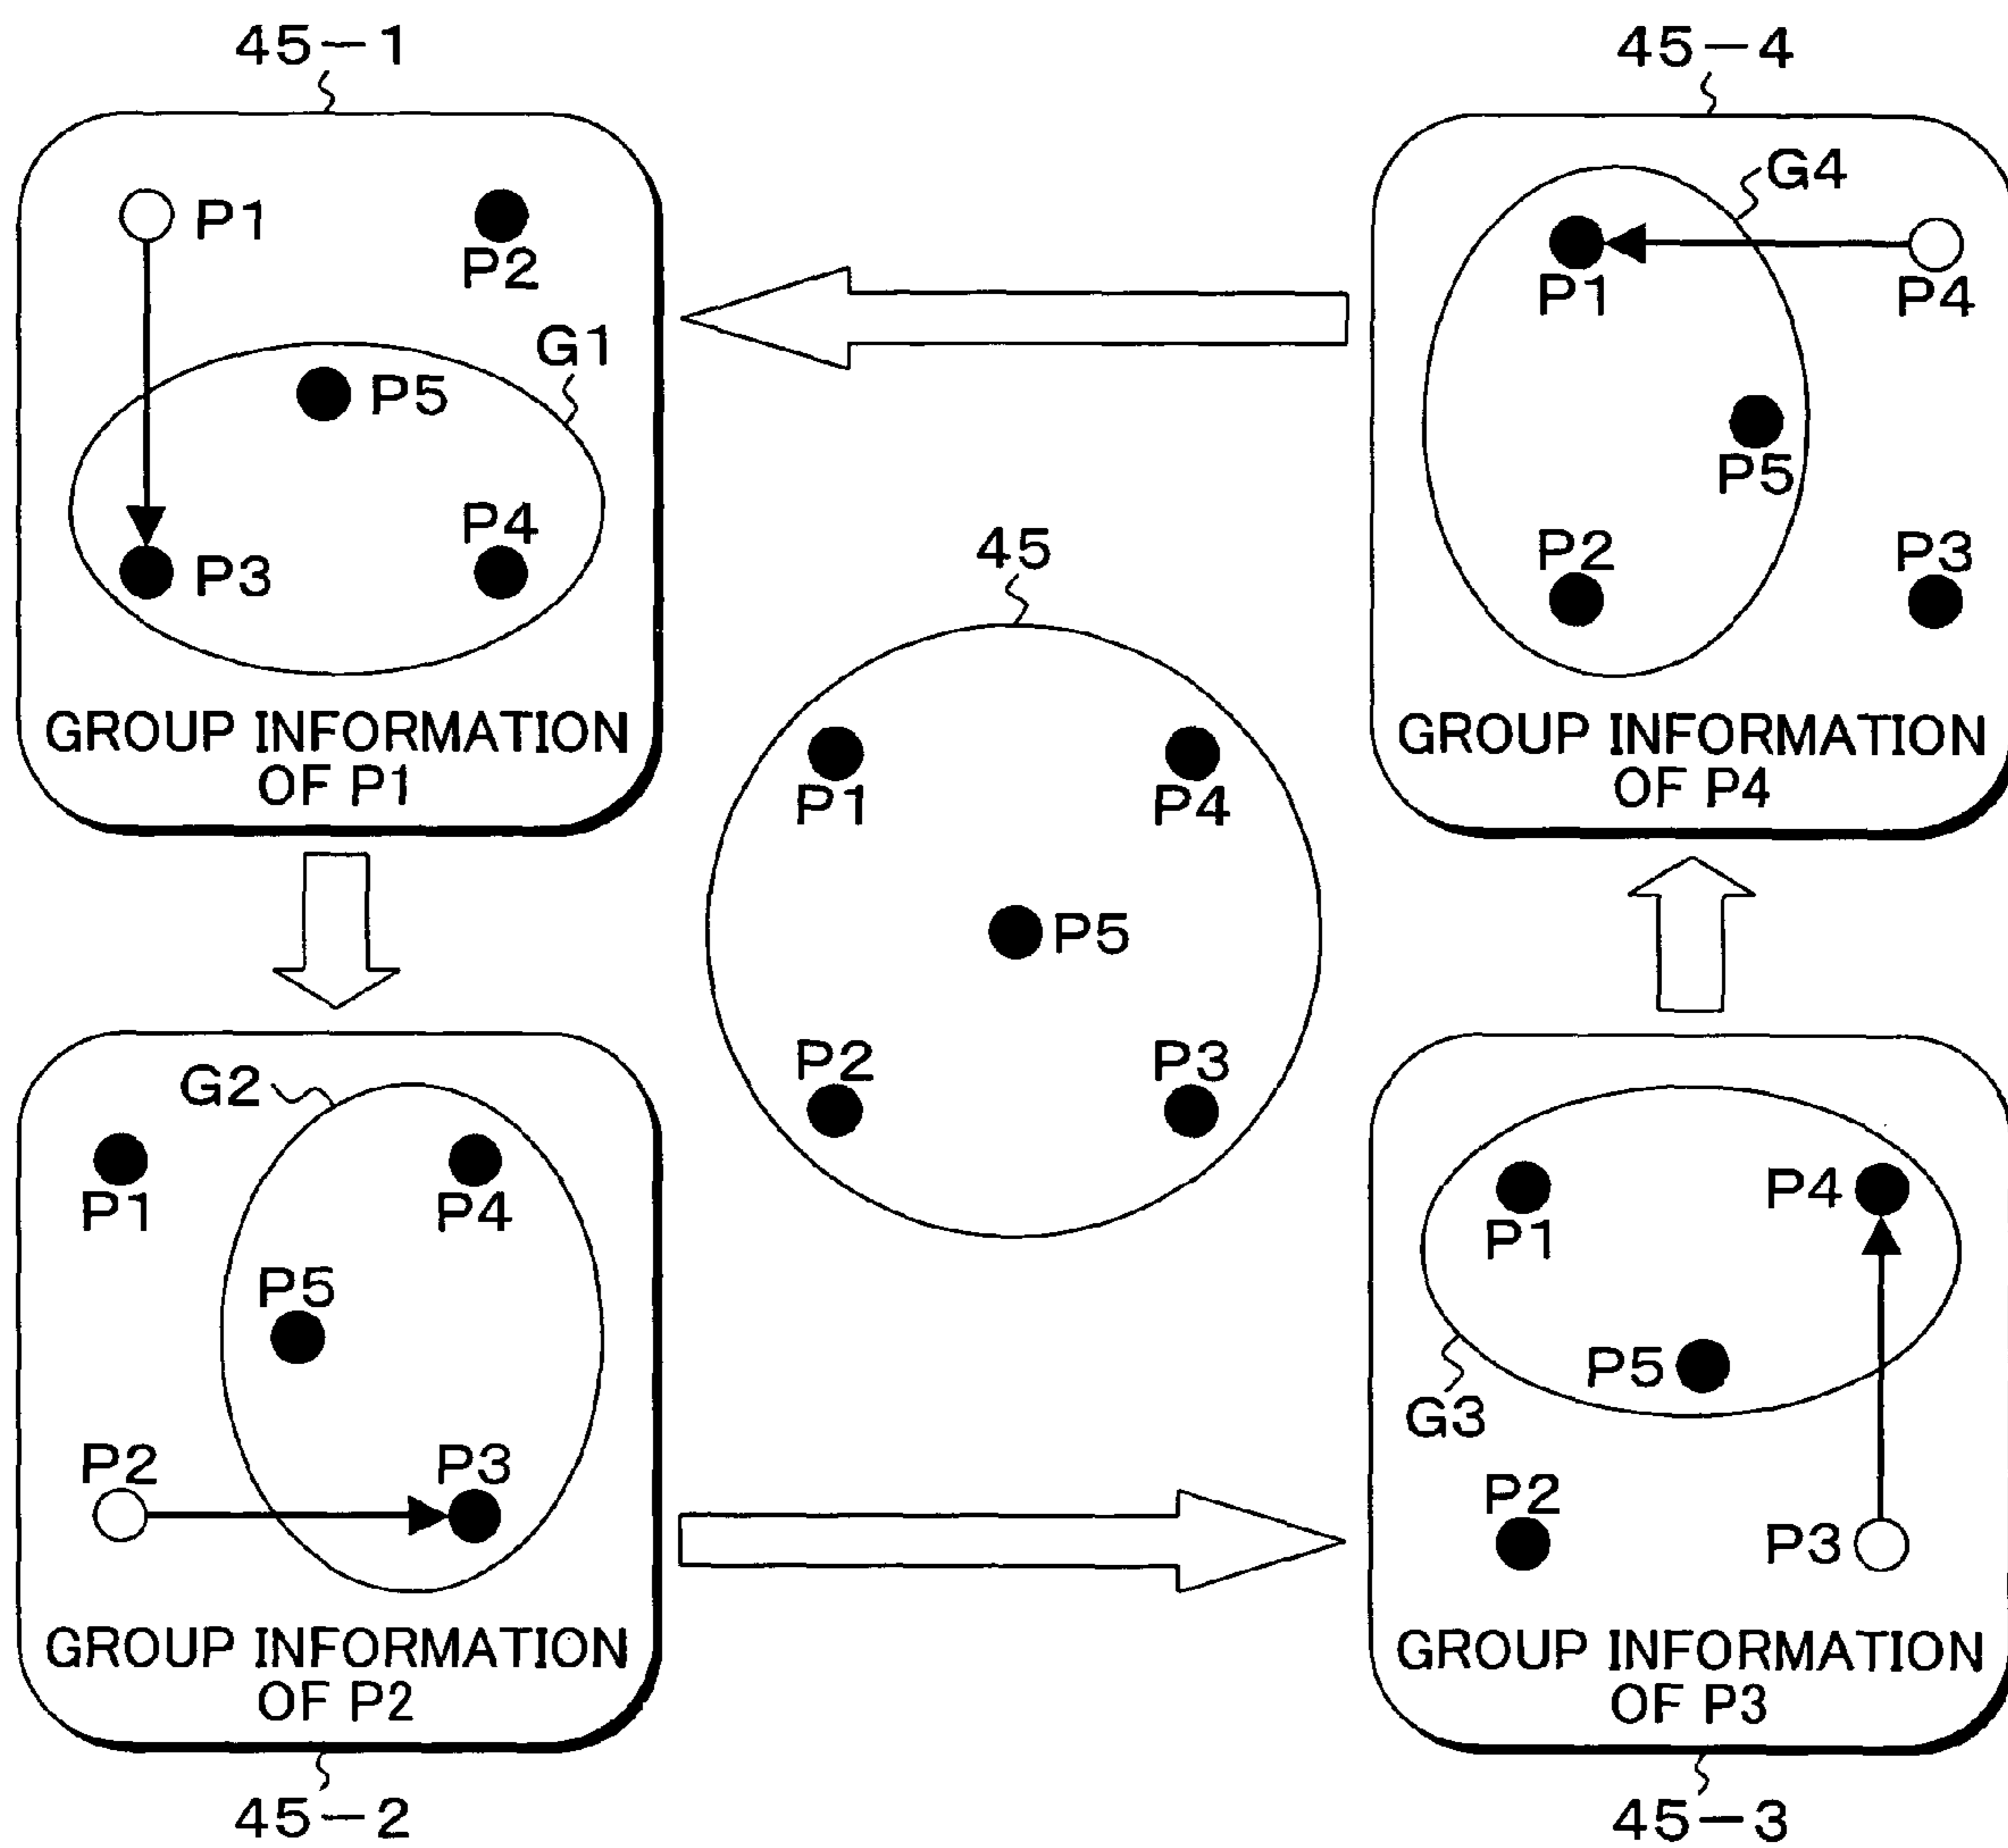 45-1
P1
P2
G1
P5
P4
P3
GROUP INFORMATION
OF P1
45-4
G4
P1
P4
P5
P2
P3
GROUP INFORMATION
OF P4
45
P1
P4
P5
P2
P3
G2
P1
P4
P5
P2
P3
GROUP INFORMATION
OF P2
45-2
P4
P1
P5
G3
P2
P3
GROUP INFORMATION
OF P3
45-3